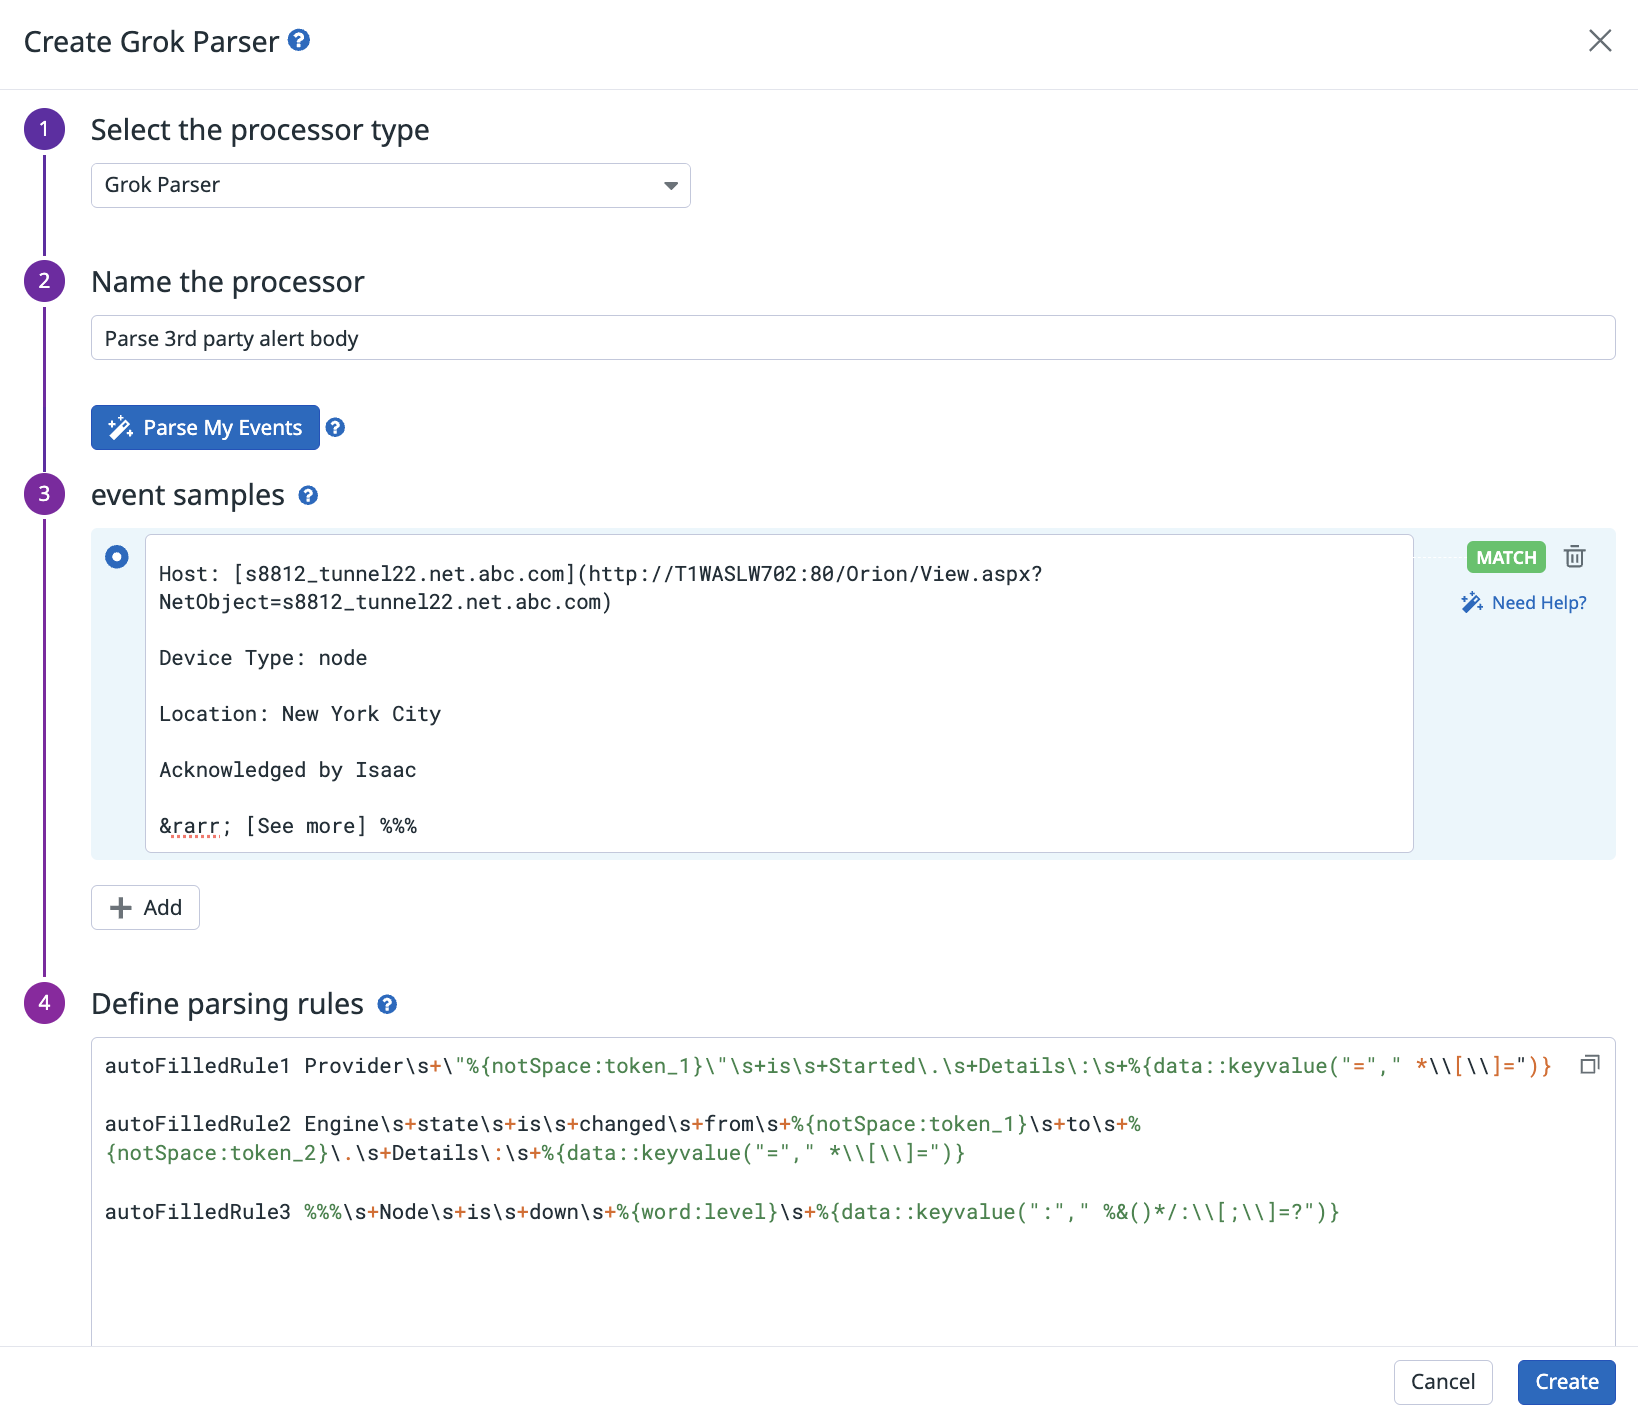 Create Grok Parser ?
1 Select the processor type
Grok Parser
2 Name the processor
Parse 3rd party alert body
Parse My Events ?
3 event samples ?
Host: [s8812_tunnel22.net.abc.com](http://T1WASLW702:80/Orion/View.aspx?
NetObject=s8812_tunnel22.net.abc.com)
Device Type: node
Location: New York City
Acknowledged by Isaac
&rarr; [See more] %%%
MATCH
Need Help?
Add
4 Define parsing rules ?
autoFilledRule1 Provider\s+\"%{notSpace:token_1}\"\s+is\s+Started\.\s+Details\:\s+%{data::keyvalue("="," *\\[\\]=")}
autoFilledRule2 Engine\s+state\s+is\s+changed\s+from\s+%{notSpace:token_1}\s+to\s+%
{notSpace:token_2}\.\s+Details\:\s+%{data::keyvalue("="," *\\[\\]=")}
autoFilledRule3 %%%\s+Node\s+is\s+down\s+%{word:level}\s+%{data::keyvalue(":"," %&()*/:\\[;\\]=?")}
Cancel
Create